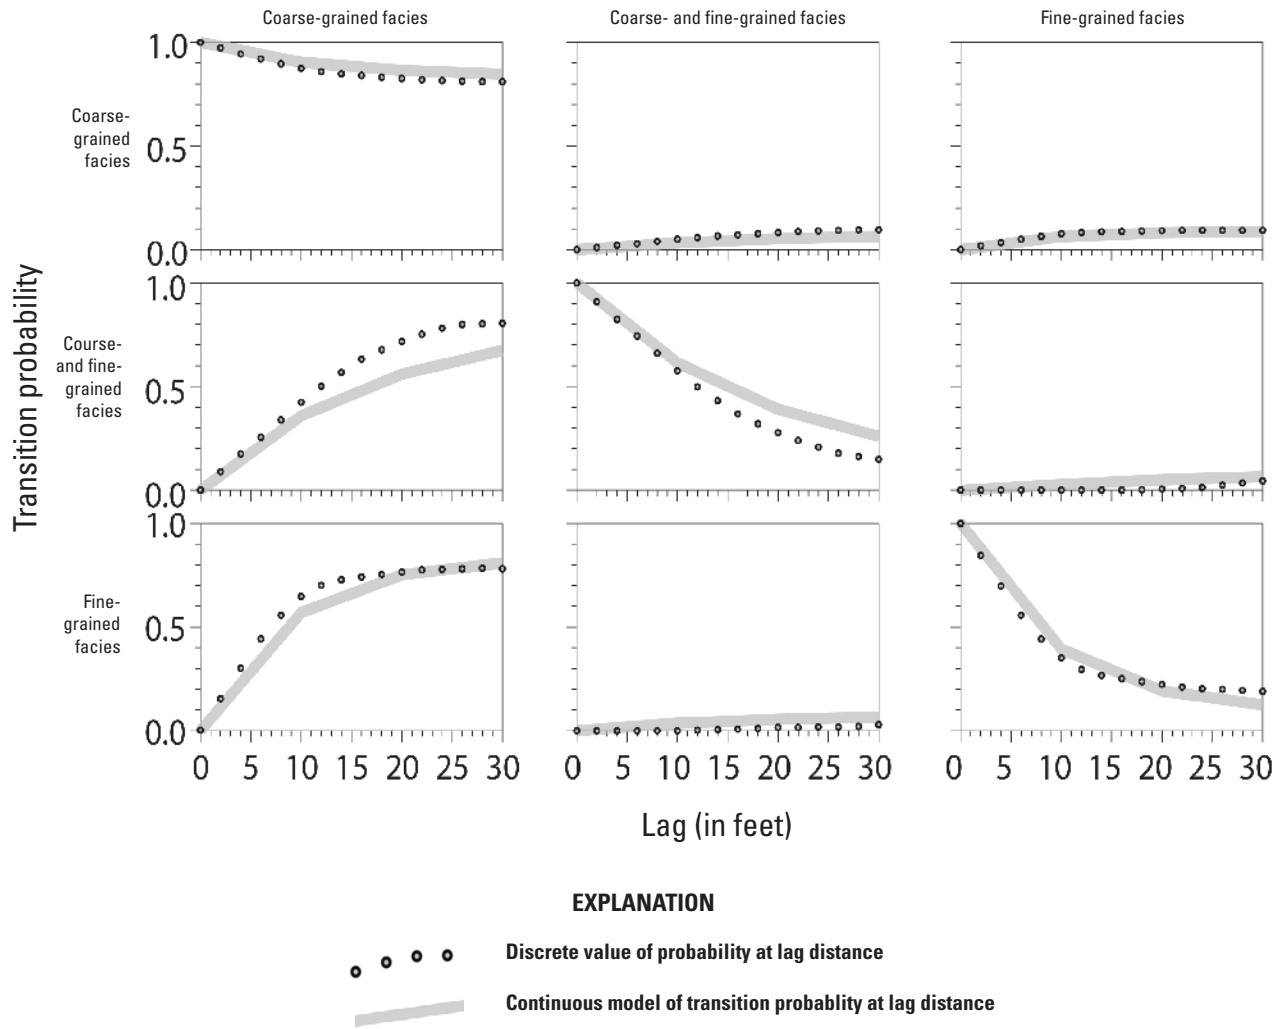 Coarse-grained facies
Coarse- and fine-grained facies
Fine-grained facies
Transition probability
Coarse-
grained
facies
1.0
0.5
0.0
Course-
and fine-
grained
facies
1.0
0.5
0.0
Fine-
grained
facies
1.0
0.5
0.0
0 5 10 15 20 25 30 0 5 10 15 20 25 30 0 5 10 15 20 25 30
Lag (in feet)
EXPLANATION
Discrete value of probability at lag distance
Continuous model of transition probablity at lag distance